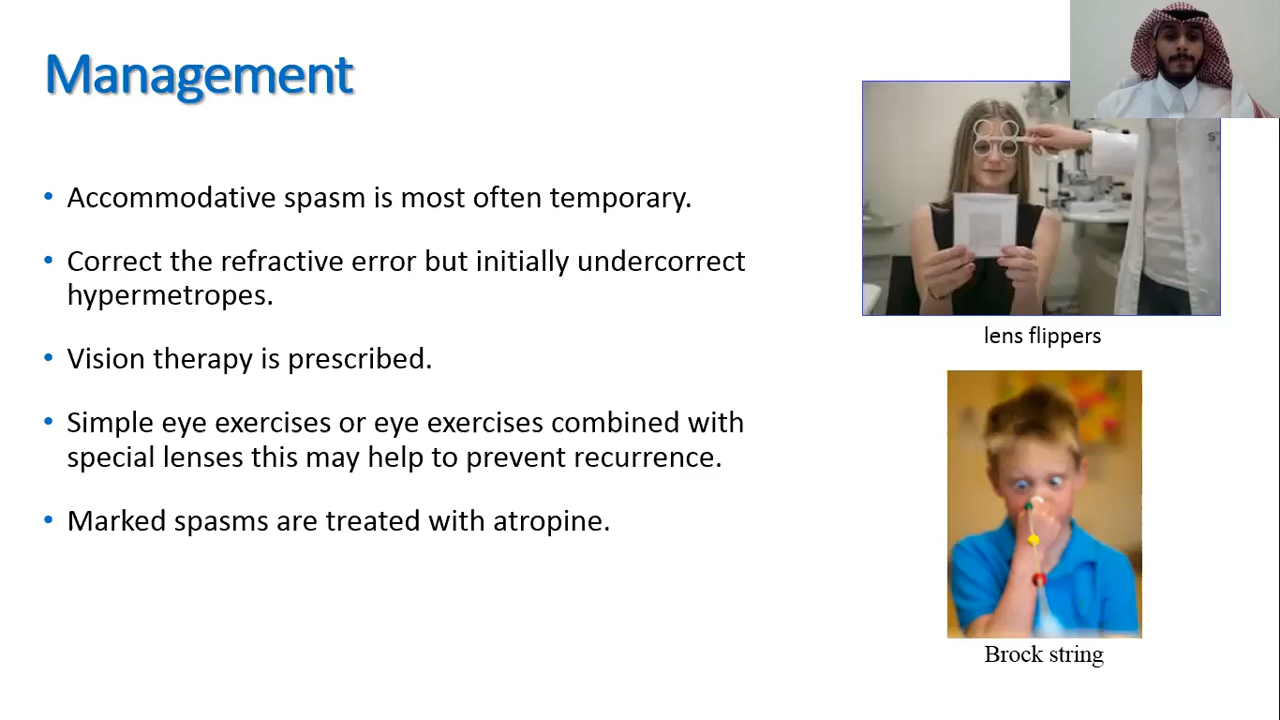 Management
• Accommodative spasm is most often temporary.
• Correct the refractive error but initially undercorrect
hypermetropes.
• Vision therapy is prescribed.
• Simple eye exercises or eye exercises combined with
special lenses this may help to prevent recurrence.
• Marked spasms are treated with atropine.
lens flippers
Brock string